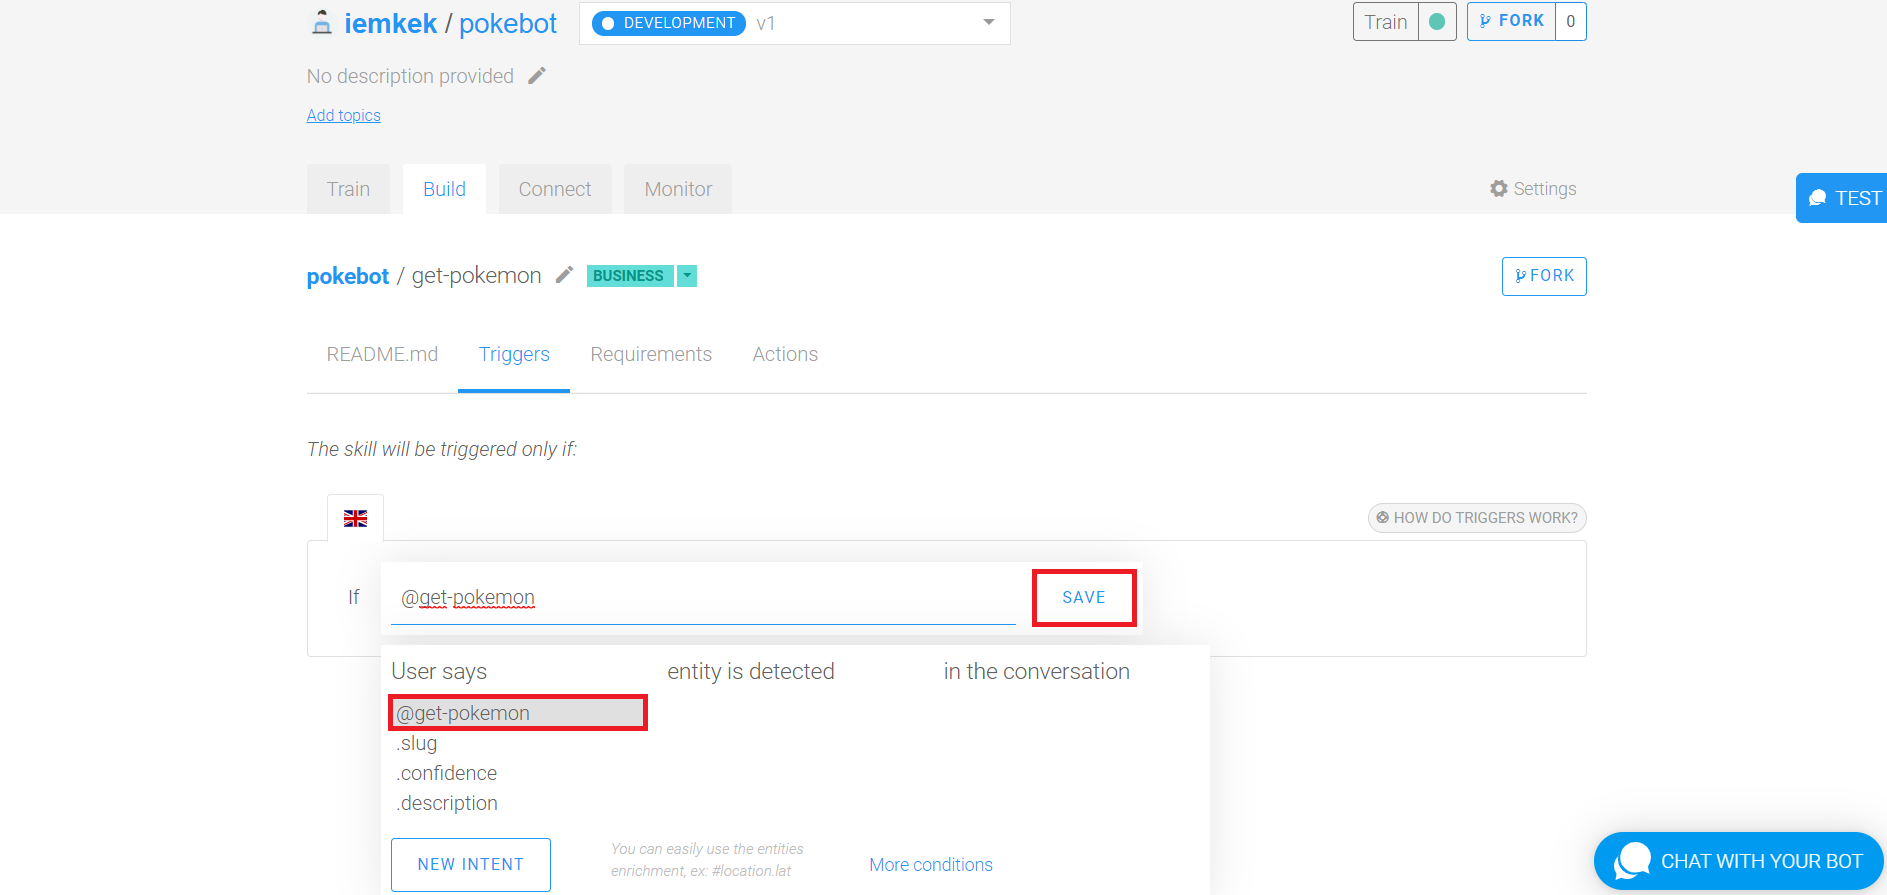 iemkek / pokebot DEVELOPMENT v1 Train FORK 0
No description provided
Add topics
Train Build Connect Monitor Settings
TEST
pokebot / get-pokemon BUSINESS FORK
README.md Triggers Requirements Actions
The skill will be triggered only if:
HOW DO TRIGGERS WORK?
If @get-pokemon SAVE
User says entity is detected in the conversation
@get-pokemon
.slug
.confidence
.description
NEW INTENT You can easily use the entities
enrichment, ex: #location.lat
More conditions
CHAT WITH YOUR BOT